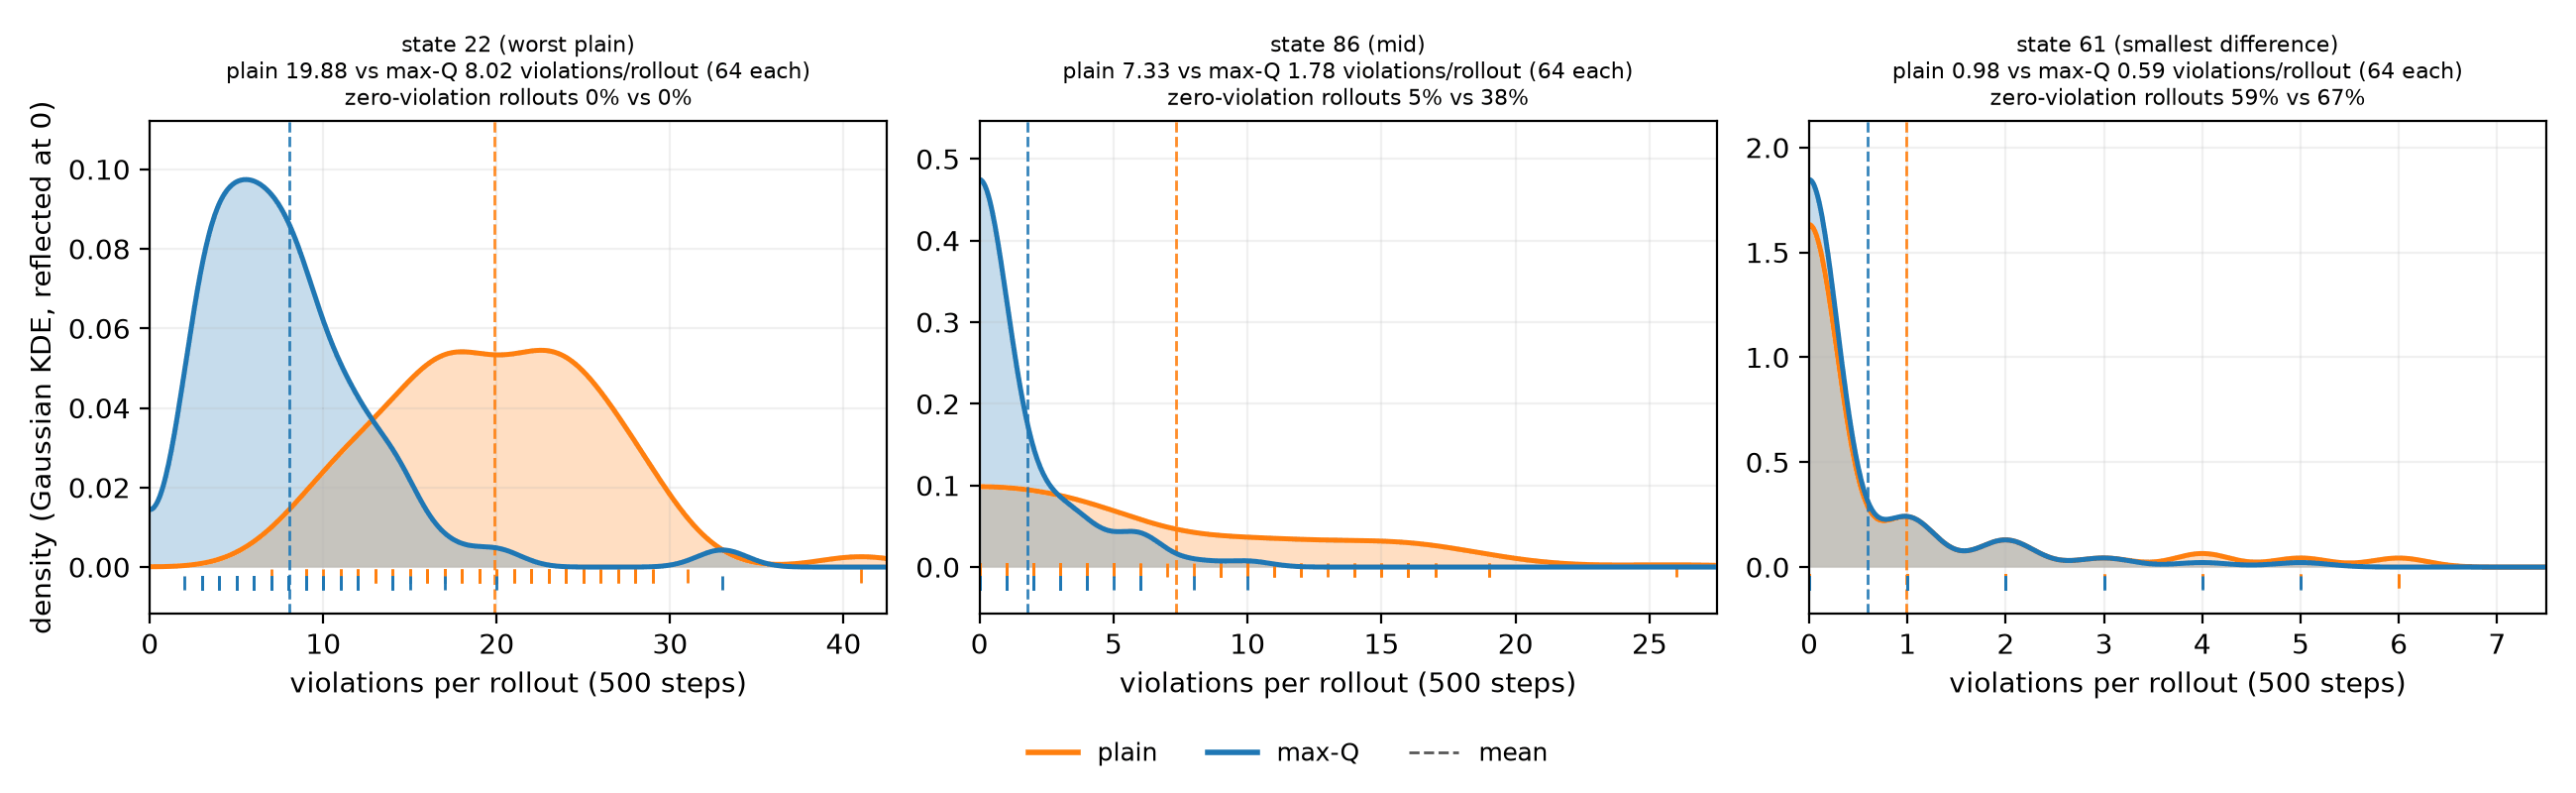 state 22 (worst plain)
plain 19.88 vs max-Q 8.02 violations/rollout (64 each)
zero-violation rollouts 0% vs 0%
state 86 (mid)
plain 7.33 vs max-Q 1.78 violations/rollout (64 each)
zero-violation rollouts 5% vs 38%
state 61 (smallest difference)
plain 0.98 vs max-Q 0.59 violations/rollout (64 each)
zero-violation rollouts 59% vs 67%
density (Gaussian KDE, reflected at 0)
0.10
0.08
0.06
0.04
0.02
0.00
0 10 20 30 40
violations per rollout (500 steps)
0.5
0.4
0.3
0.2
0.1
0.0
0 5 10 15 20 25
violations per rollout (500 steps)
2.0
1.5
1.0
0.5
0.0
0 1 2 3 4 5 6 7
violations per rollout (500 steps)
plain max-Q mean